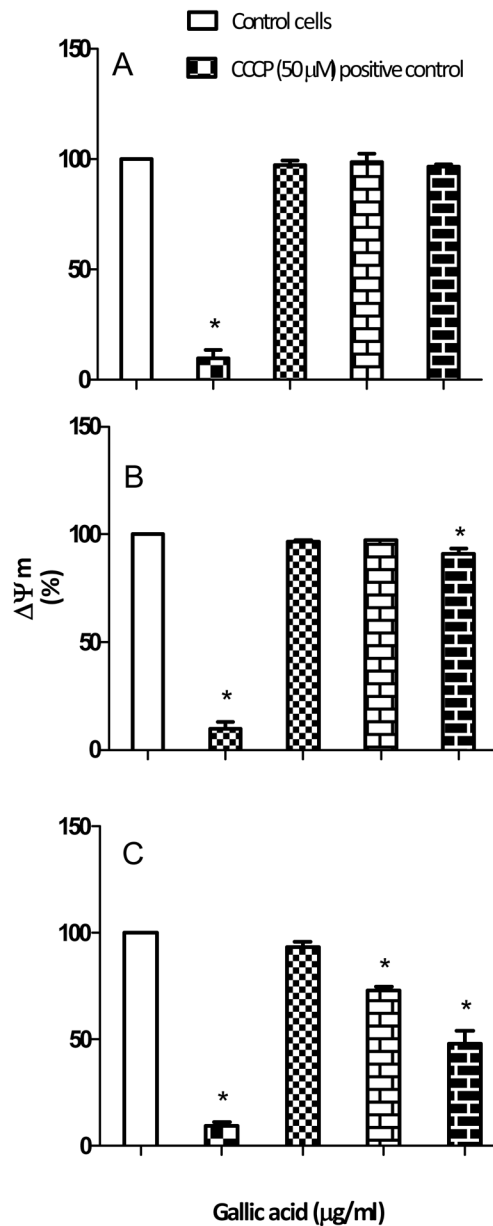 Control cells
CCCP (50 μM) positive control
A
150
100
50
0
*
B
150
100
50
0
*
*
ΔΨm
(%)
C
150
100
50
0
*
*
*
Gallic acid (μg/ml)